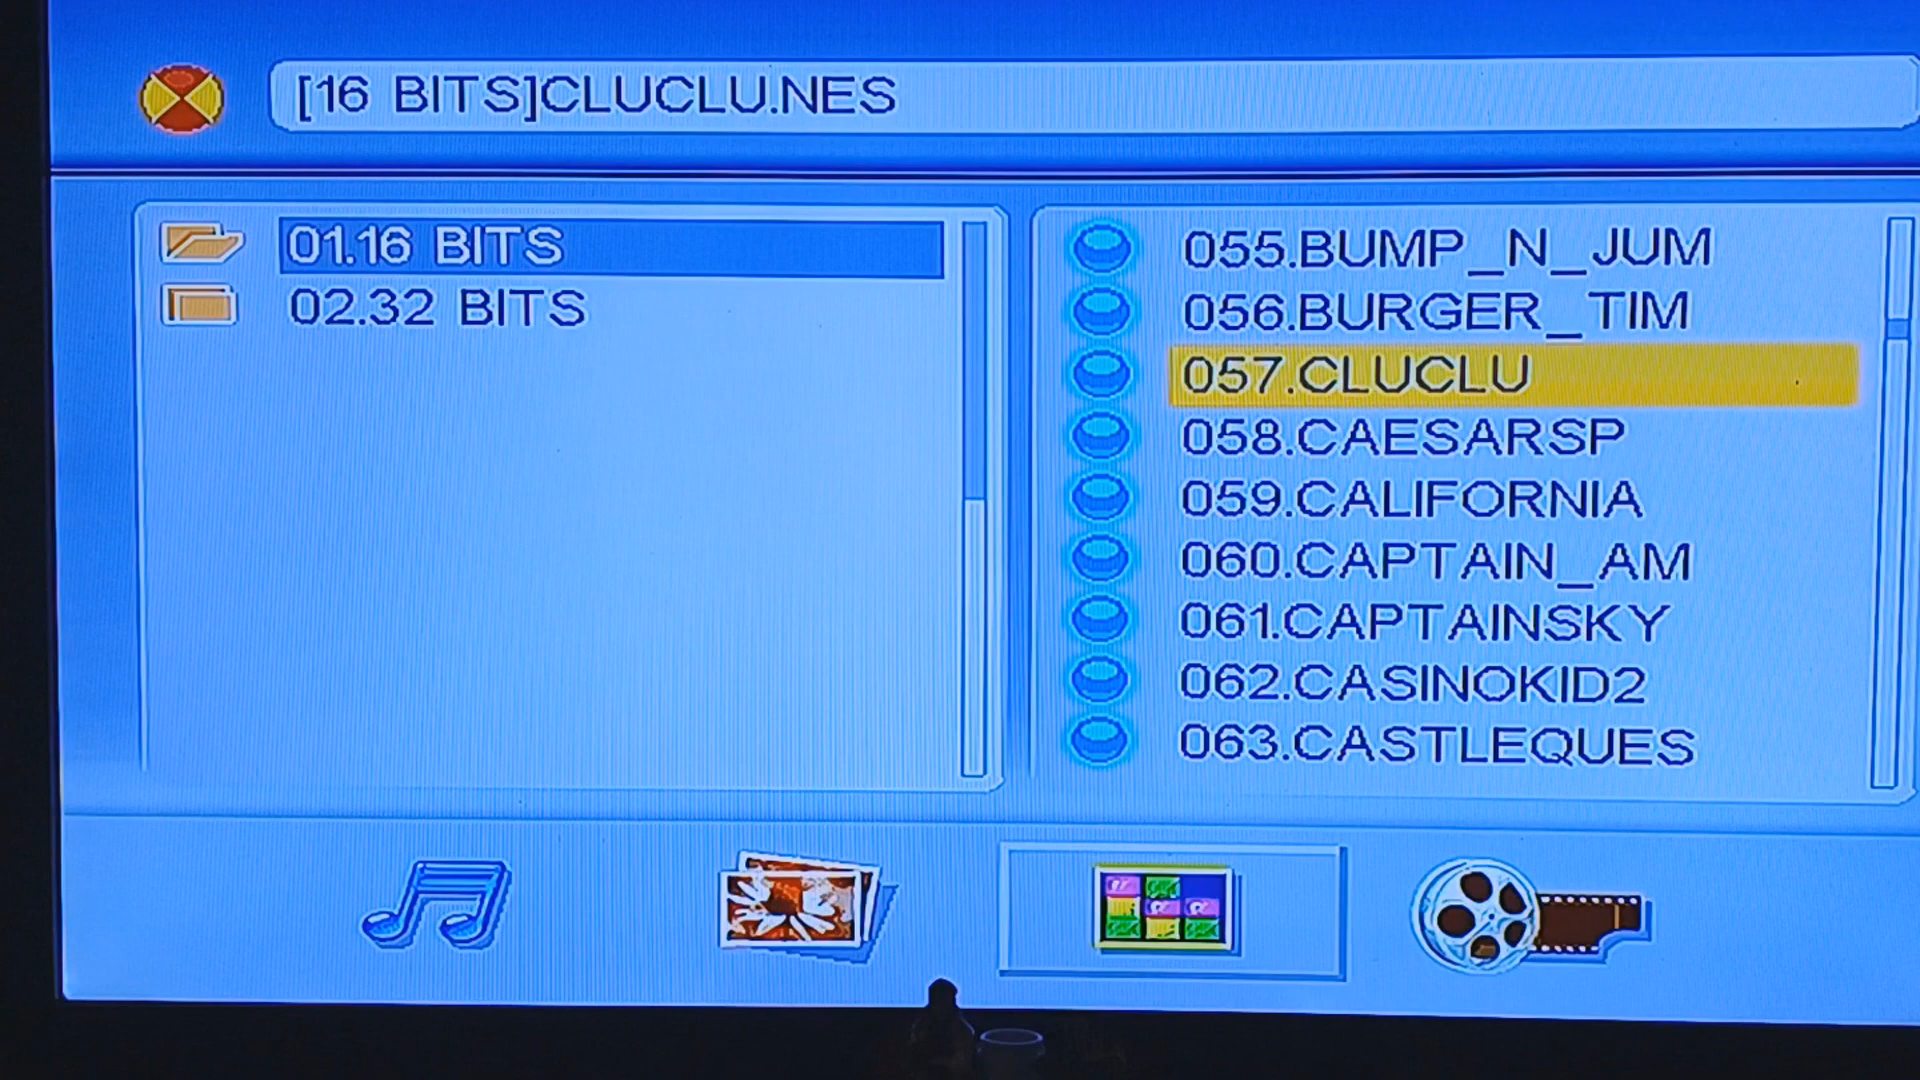 [16 BITS]CLUCLU.NES
01.16 BITS
02.32 BITS
055.BUMP_N_JUM
056.BURGER_TIM
057.CLUCLU
058.CAESARSP
059.CALIFORNIA
060.CAPTAIN_AM
061.CAPTAINSKY
062.CASINOKID2
063.CASTLEQUES